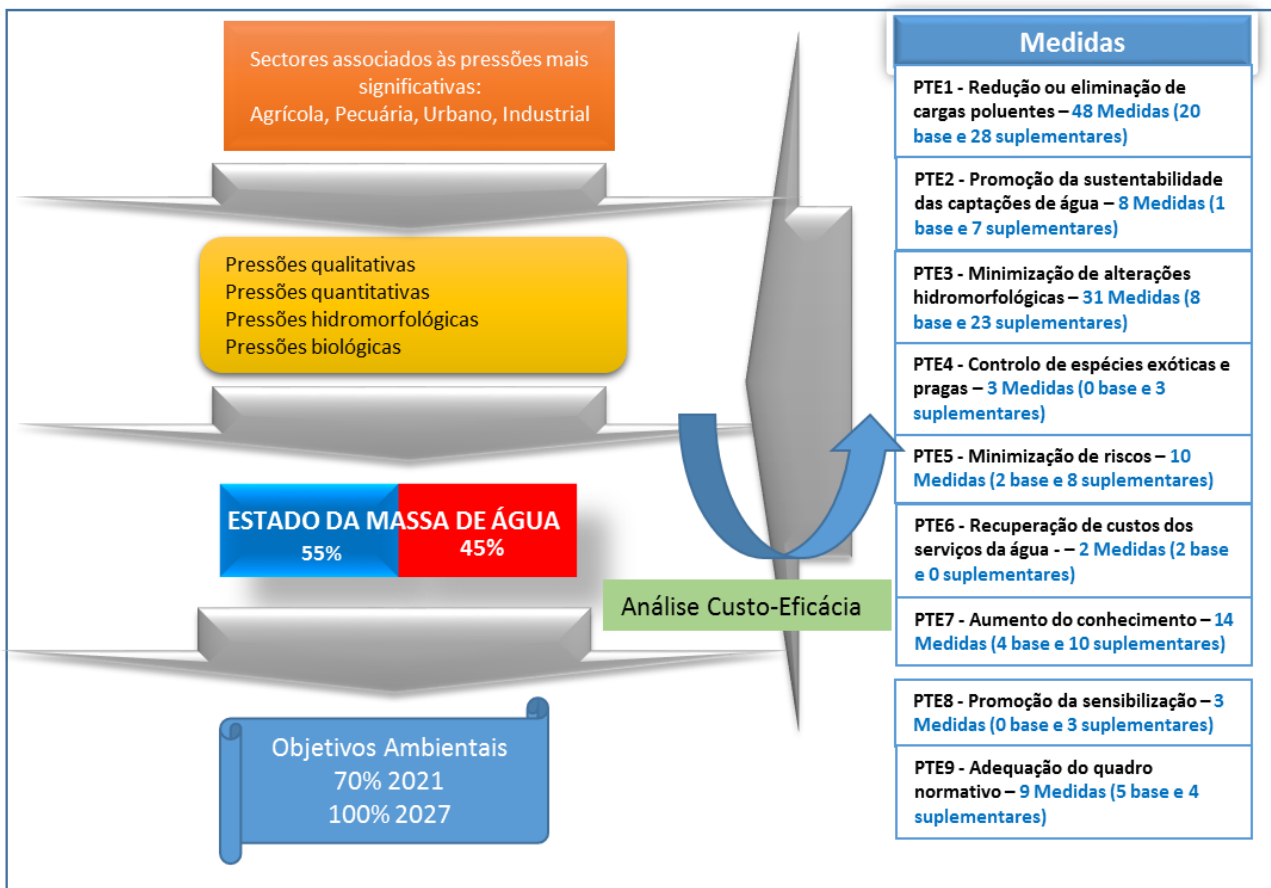 Sectores associados às pressões mais
significativas:
Agrícola, Pecuária, Urbano, Industrial
Pressões qualitativas
Pressões quantitativas
Pressões hidromorfológicas
Pressões biológicas
ESTADO DA MASSA DE ÁGUA
55%
45%
Análise Custo-Eficácia
Objetivos Ambientais
70% 2021
100% 2027
Medidas
PTE1 - Redução ou eliminação de
cargas poluentes – 48 Medidas (20
base e 28 suplementares)
PTE2 - Promoção da sustentabilidade
das captações de água – 8 Medidas (1
base e 7 suplementares)
PTE3 - Minimização de alterações
hidromorfológicas – 31 Medidas (8
base e 23 suplementares)
PTE4 - Controlo de espécies exóticas e
pragas – 3 Medidas (0 base e 3
suplementares)
PTE5 - Minimização de riscos – 10
Medidas (2 base e 8 suplementares)
PTE6 - Recuperação de custos dos
serviços da água - – 2 Medidas (2 base
e 0 suplementares)
PTE7 - Aumento do conhecimento – 14
Medidas (4 base e 10 suplementares)
PTE8 - Promoção da sensibilização – 3
Medidas (0 base e 3 suplementares)
PTE9 - Adequação do quadro
normativo – 9 Medidas (5 base e 4
suplementares)